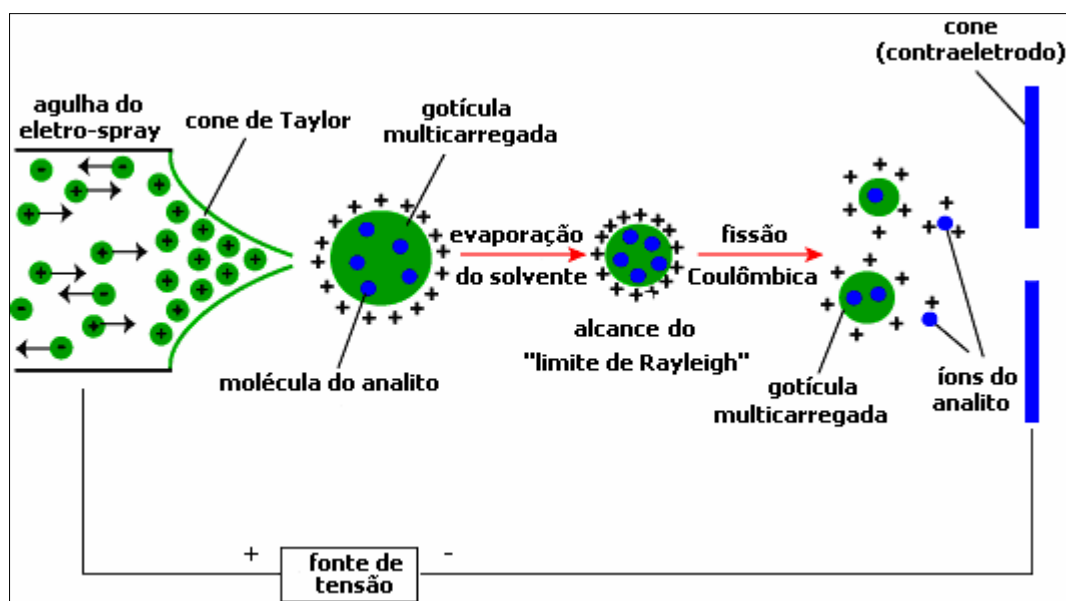 cone
(contraeletrodo)
agulha do
eletro-spray
cone de Taylor
gotícula
multicarregada
evaporação
do solvente
fissão
Coulômbica
alcance do
"limite de Rayleigh"
molécula do analito
gotícula
multicarregada
íons do
analito
+
-
fonte de
tensão